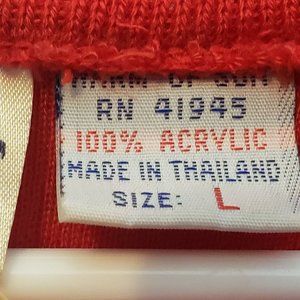 RN 41945
100% ACRYLIC
MADE IN THAILAND
SIZE: L